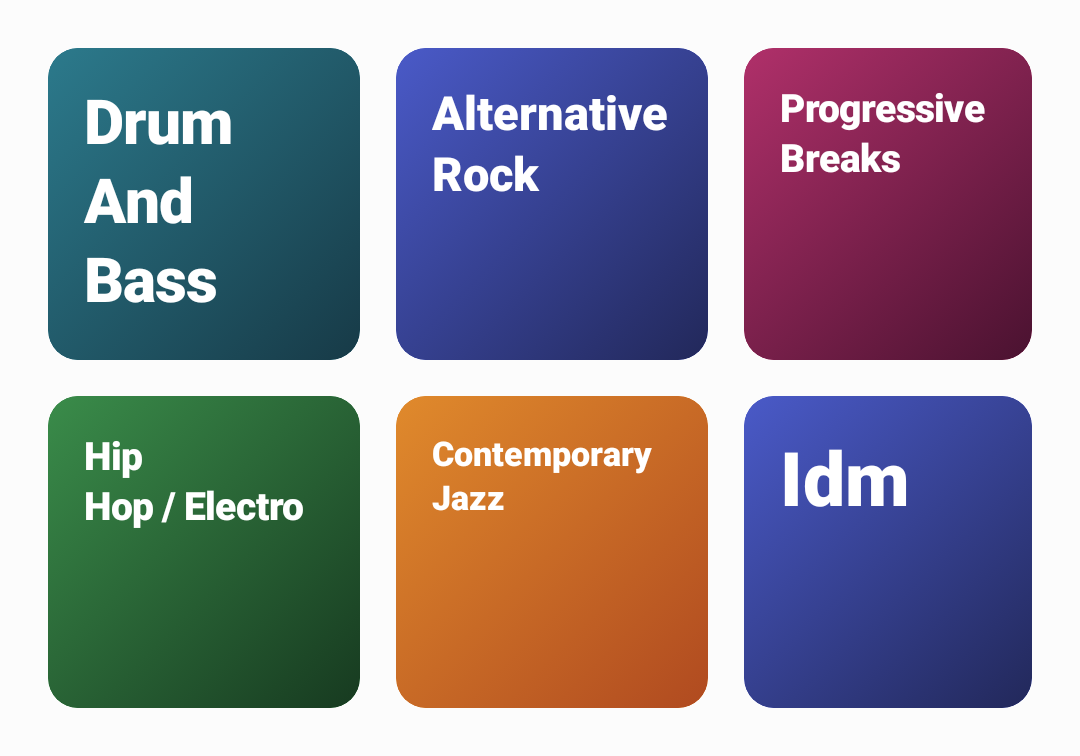 Drum
And
Bass
Alternative
Rock
Progressive
Breaks
Hip
Hop / Electro
Contemporary
Jazz
Idm